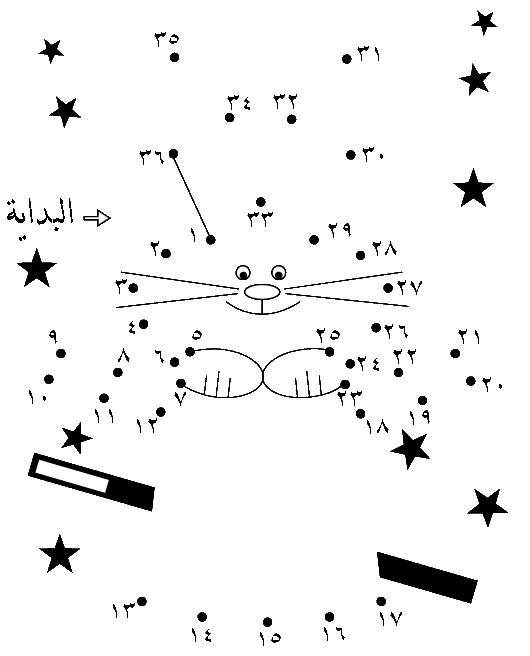 ٣٥
٣١
٣٤ ٣٢
٣٦ ٣٠
البداية
٣٣
١ ٢٩
٢ ٢٨
٣ ٢٧
٤ ٢٦
٩ ٥ ٢٥ ٢١
٨ ٦ ٢٤ ٢٢
١٠ ٧ ٢٣ ٢٠
١١ ١٩
١٢ ١٨
١٣ ١٧
١٤ ١٥ ١٦